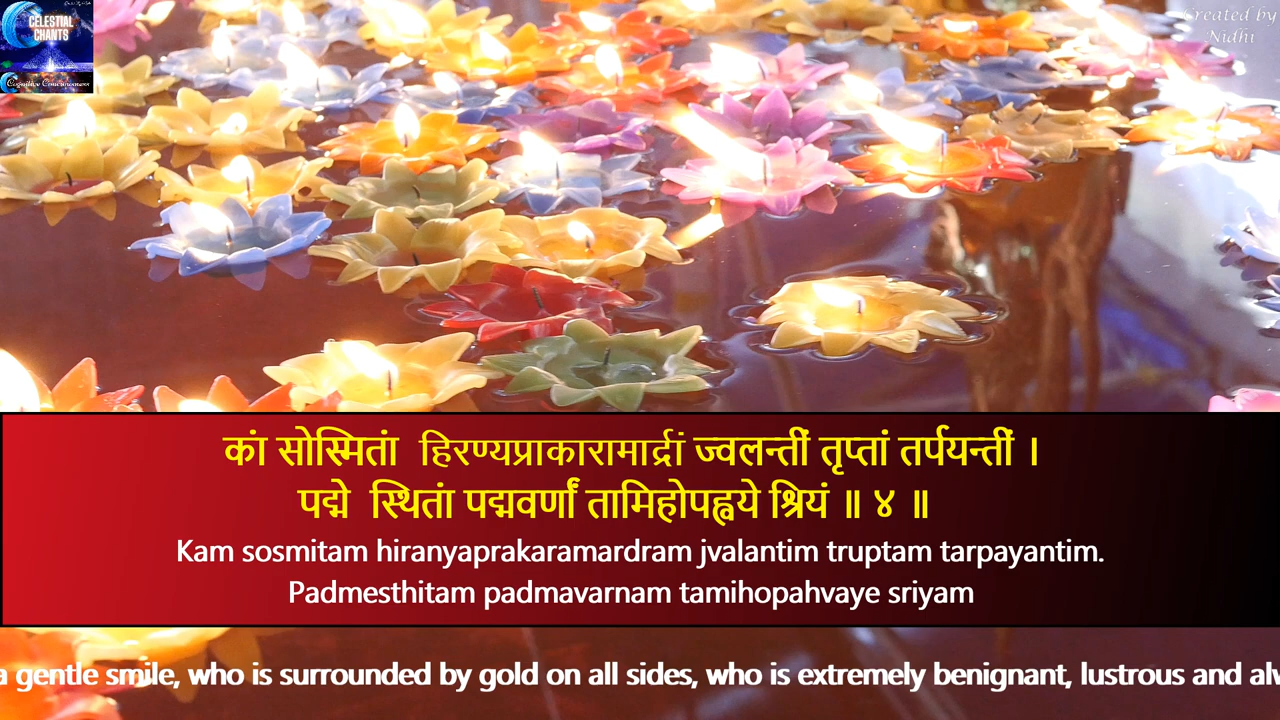 CELESTIAL
CHANTS
Cognitive Conciousness
Created by
Nidhi
कां सोस्मितां हिरण्यप्राकारामार्द्रां ज्वलन्तीं तृप्तां तर्पयन्तीं ।
पद्मे स्थितां पद्मवर्णां तामिहोपह्वये श्रियं ॥ ४ ॥
Kam sosmitam hiranyaprakaramardram jvalantim truptam tarpayantim.
Padmesthitam padmavarnam tamihopahvaye sriyam
a gentle smile, who is surrounded by gold on all sides, who is extremely benignant, lustrous and